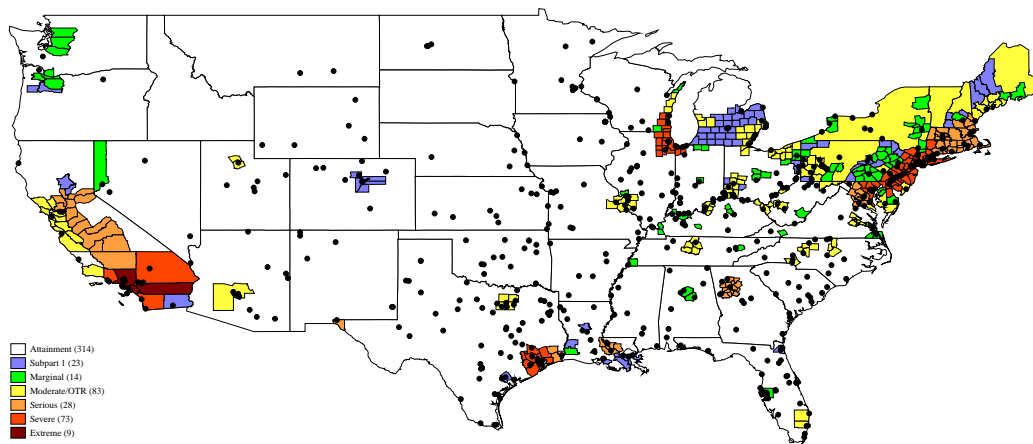 Attainment (314)
Subpart 1 (23)
Marginal (14)
Moderate/OTR (83)
Serious (28)
Severe (73)
Extreme (9)